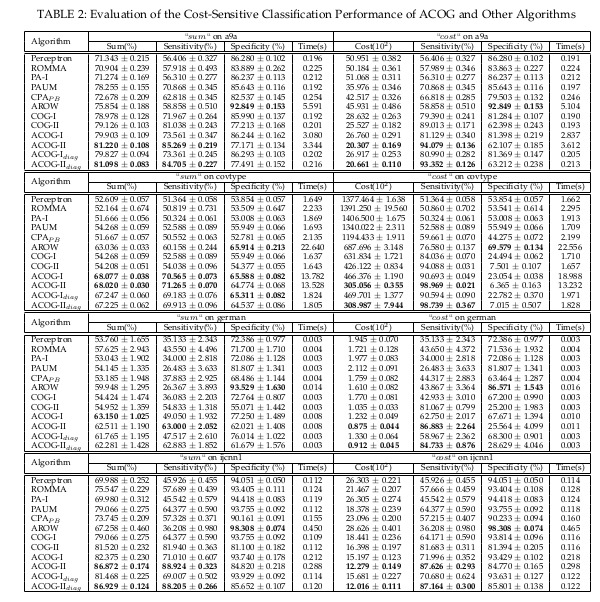 TABLE 2: Evaluation of the Cost-Sensitive Classification Performance of ACOG and Other Algorithms
Algorithm "sum" on a9a "cost" on a9a
Sum(%) Sensitivity(%) Specificity (%) Time(s) Cost(10²) Sensitivity(%) Specificity (%) Time(s)
Perceptron 71.343 ± 0.215 56.406 ± 0.327 86.280 ± 0.102 0.196 50.951 ± 0.382 56.406 ± 0.327 86.280 ± 0.102 0.191
ROMMA 70.904 ± 0.239 57.918 ± 0.493 83.889 ± 0.262 0.225 50.184 ± 0.361 57.989 ± 0.336 83.863 ± 0.227 0.224
PA-I 71.274 ± 0.169 56.310 ± 0.277 86.237 ± 0.113 0.212 51.068 ± 0.311 56.310 ± 0.277 86.237 ± 0.113 0.212
PAUM 78.255 ± 0.155 70.868 ± 0.345 85.643 ± 0.116 0.192 35.976 ± 0.346 70.868 ± 0.345 85.643 ± 0.116 0.197
CPA_PB 72.678 ± 0.209 62.818 ± 0.345 82.537 ± 0.145 0.254 42.517 ± 0.326 66.818 ± 0.285 79.503 ± 0.132 0.246
AROW 75.854 ± 0.188 58.858 ± 0.510 92.849 ± 0.153 5.591 45.931 ± 0.486 58.858 ± 0.510 92.849 ± 0.153 5.104
COG-I 78.978 ± 0.128 71.967 ± 0.264 85.990 ± 0.137 0.192 28.632 ± 0.263 79.390 ± 0.412 81.284 ± 0.107 0.190
COG-II 79.126 ± 0.103 81.038 ± 0.243 77.213 ± 0.168 0.201 25.527 ± 0.182 89.013 ± 0.171 62.398 ± 0.243 0.193
ACOG-I 79.903 ± 0.109 73.561 ± 0.347 86.244 ± 0.162 3.080 26.760 ± 0.291 81.129 ± 0.340 81.398 ± 0.219 2.837
ACOG-II 81.220 ± 0.108 85.269 ± 0.219 77.171 ± 0.134 3.344 20.307 ± 0.169 94.079 ± 0.136 62.107 ± 0.185 3.612
ACOG-I_diag 79.827 ± 0.094 73.361 ± 0.245 86.293 ± 0.103 0.202 26.917 ± 0.253 80.990 ± 0.282 81.369 ± 0.147 0.205
ACOG-II_diag 81.098 ± 0.083 84.705 ± 0.227 77.491 ± 0.152 0.216 20.661 ± 0.110 93.352 ± 0.126 63.212 ± 0.238 0.213
Algorithm "sum" on covtype "cost" on covtype
Sum(%) Sensitivity(%) Specificity (%) Time(s) Cost(10²) Sensitivity(%) Specificity (%) Time(s)
Perceptron 52.609 ± 0.057 51.364 ± 0.058 53.854 ± 0.057 1.649 1377.464 ± 1.638 51.364 ± 0.058 53.854 ± 0.057 1.662
ROMMA 52.164 ± 0.674 50.819 ± 0.731 53.509 ± 0.647 2.233 1391.250 ± 19.560 50.860 ± 0.702 53.541 ± 0.614 2.295
PA-I 51.666 ± 0.056 50.324 ± 0.061 53.008 ± 0.063 1.869 1406.500 ± 1.675 50.324 ± 0.061 53.008 ± 0.063 1.913
PAUM 54.268 ± 0.059 52.588 ± 0.089 55.949 ± 0.056 1.693 1340.022 ± 2.311 52.588 ± 0.089 55.949 ± 0.056 1.709
CPA_PB 51.667 ± 0.057 50.552 ± 0.063 52.781 ± 0.065 2.135 1194.433 ± 1.911 59.661 ± 0.070 44.275 ± 0.072 2.199
AROW 63.036 ± 0.033 60.158 ± 0.244 65.914 ± 0.213 22.640 687.696 ± 3.148 76.580 ± 0.137 69.579 ± 0.134 22.556
COG-I 54.268 ± 0.059 52.588 ± 0.089 55.949 ± 0.066 1.637 631.834 ± 1.721 84.036 ± 0.070 24.494 ± 0.062 1.710
COG-II 54.208 ± 0.051 54.038 ± 0.096 54.377 ± 0.055 1.643 426.122 ± 0.834 94.088 ± 0.031 7.501 ± 0.107 1.657
ACOG-I 68.077 ± 0.038 70.565 ± 0.073 65.588 ± 0.082 13.782 466.376 ± 1.190 90.693 ± 0.049 23.054 ± 0.038 18.988
ACOG-II 68.020 ± 0.030 71.265 ± 0.070 64.774 ± 0.068 13.528 305.056 ± 0.355 98.969 ± 0.021 6.365 ± 0.163 13.232
ACOG-I_diag 67.247 ± 0.060 69.183 ± 0.076 65.311 ± 0.082 1.824 469.701 ± 1.377 90.594 ± 0.090 22.782 ± 0.370 1.971
ACOG-II_diag 67.225 ± 0.062 69.913 ± 0.096 64.537 ± 0.086 1.805 308.987 ± 7.944 98.739 ± 0.367 7.015 ± 0.507 1.828
Algorithm "sum" on german "cost" on german
Sum(%) Sensitivity(%) Specificity (%) Time(s) Cost(10²) Sensitivity(%) Specificity (%) Time(s)
Perceptron 53.760 ± 1.655 35.133 ± 2.343 72.386 ± 0.977 0.003 1.945 ± 0.070 35.133 ± 2.343 72.386 ± 0.977 0.003
ROMMA 57.625 ± 2.943 43.550 ± 4.496 71.700 ± 1.710 0.004 1.721 ± 0.128 43.650 ± 4.372 71.536 ± 1.932 0.004
PA-I 53.043 ± 1.902 34.000 ± 2.818 72.086 ± 1.128 0.003 1.977 ± 0.083 34.000 ± 2.818 72.086 ± 1.128 0.003
PAUM 54.145 ± 1.335 26.483 ± 3.633 81.807 ± 1.341 0.003 2.112 ± 0.091 26.483 ± 3.633 81.807 ± 1.341 0.003
CPA_PB 53.185 ± 1.948 37.883 ± 2.925 68.486 ± 1.144 0.004 1.759 ± 0.082 44.317 ± 2.883 63.464 ± 1.287 0.004
AROW 59.948 ± 1.295 26.367 ± 3.893 93.529 ± 1.630 0.014 1.610 ± 0.082 43.867 ± 3.364 86.571 ± 1.543 0.016
COG-I 54.424 ± 1.474 36.083 ± 2.203 72.764 ± 0.807 0.003 1.770 ± 0.081 42.933 ± 3.010 67.200 ± 0.990 0.003
COG-II 54.952 ± 1.359 54.833 ± 1.318 55.071 ± 1.442 0.003 1.035 ± 0.033 81.067 ± 0.799 25.200 ± 1.983 0.003
ACOG-I 63.150 ± 1.025 49.050 ± 1.932 77.250 ± 1.489 0.008 1.232 ± 0.049 62.750 ± 2.017 67.671 ± 1.394 0.010
ACOG-II 62.511 ± 1.190 63.000 ± 2.052 62.021 ± 1.408 0.008 0.875 ± 0.044 86.883 ± 2.264 25.564 ± 4.099 0.011
ACOG-I_diag 61.765 ± 1.195 47.517 ± 2.610 76.014 ± 1.022 0.003 1.330 ± 0.064 58.967 ± 2.362 68.300 ± 0.901 0.003
ACOG-II_diag 62.281 ± 1.428 62.883 ± 1.852 61.679 ± 1.576 0.003 0.912 ± 0.045 84.733 ± 0.876 28.629 ± 4.046 0.003
Algorithm "sum" on ijcnn1 "cost" on ijcnn1
Sum(%) Sensitivity(%) Specificity (%) Time(s) Cost(10²) Sensitivity(%) Specificity (%) Time(s)
Perceptron 69.988 ± 0.252 45.926 ± 0.455 94.051 ± 0.050 0.112 26.303 ± 0.221 45.926 ± 0.455 94.051 ± 0.050 0.114
ROMMA 75.547 ± 0.229 57.689 ± 0.439 93.405 ± 0.111 0.124 21.467 ± 0.207 57.666 ± 0.459 93.404 ± 0.108 0.128
PA-I 69.980 ± 0.312 45.542 ± 0.579 94.418 ± 0.083 0.119 26.305 ± 0.274 45.542 ± 0.579 94.418 ± 0.083 0.124
PAUM 79.066 ± 0.275 64.377 ± 0.590 93.755 ± 0.092 0.112 18.378 ± 0.239 64.377 ± 0.590 93.755 ± 0.092 0.118
CPA_PB 73.745 ± 0.209 57.328 ± 0.371 90.161 ± 0.091 0.155 23.096 ± 0.200 57.215 ± 0.407 90.233 ± 0.094 0.160
AROW 67.258 ± 0.460 36.208 ± 0.980 98.308 ± 0.074 0.450 28.626 ± 0.401 36.208 ± 0.980 98.308 ± 0.074 0.465
COG-I 79.066 ± 0.275 64.377 ± 0.590 93.755 ± 0.092 0.109 18.441 ± 0.236 64.171 ± 0.590 93.814 ± 0.096 0.116
COG-II 81.520 ± 0.232 81.940 ± 0.363 81.100 ± 0.182 0.112 16.398 ± 0.197 81.683 ± 0.311 81.394 ± 0.205 0.116
ACOG-I 82.375 ± 0.230 71.010 ± 0.607 93.740 ± 0.178 0.212 15.197 ± 0.123 71.996 ± 0.352 93.429 ± 0.102 0.218
ACOG-II 86.872 ± 0.174 88.924 ± 0.323 84.820 ± 0.218 0.288 12.279 ± 0.149 87.626 ± 0.293 84.770 ± 0.165 0.298
ACOG-I_diag 81.468 ± 0.225 69.007 ± 0.502 93.929 ± 0.092 0.114 15.681 ± 0.227 70.680 ± 0.624 93.631 ± 0.127 0.122
ACOG-II_diag 86.929 ± 0.124 88.205 ± 0.266 85.652 ± 0.107 0.120 12.016 ± 0.111 87.164 ± 0.300 85.801 ± 0.138 0.122